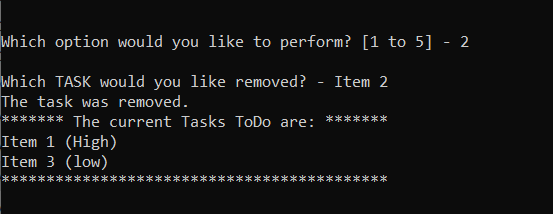 Which option would you like to perform? [1 to 5] - 2
Which TASK would you like removed? - Item 2
The task was removed.
******* The current Tasks ToDo are: *******
Item 1 (High)
Item 3 (low)
*******************************************